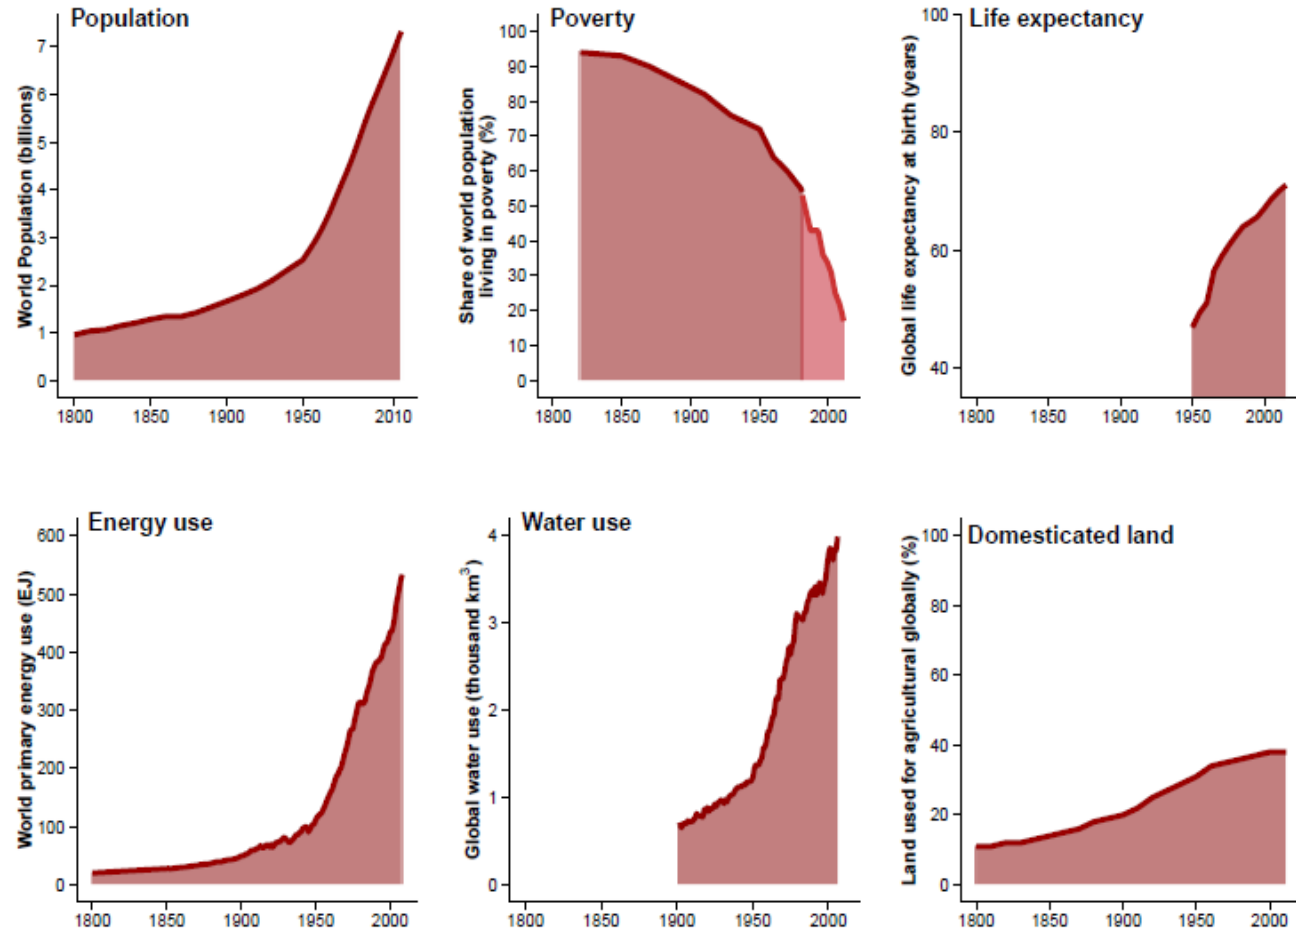 Population
World Population (billions)
7
6
5
4
3
2
1
0
1800 1850 1900 1950 2010
Poverty
Share of world population
living in poverty (%)
100
90
80
70
60
50
40
30
20
10
0
1800 1850 1900 1950 2000
Life expectancy
Global life expectancy at birth (years)
100
80
60
40
1800 1850 1900 1950 2000
Energy use
World primary energy use (EJ)
600
500
400
300
200
100
0
1800 1850 1900 1950 2000
Water use
Global water use (thousand km³)
4
3
2
1
0
1800 1850 1900 1950 2000
Domesticated land
Land used for agricultural globally (%)
100
80
60
40
20
0
1800 1850 1900 1950 2000